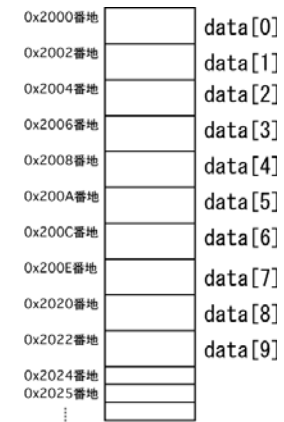 0x2000番地 data[0]
0x2002番地 data[1]
0x2004番地 data[2]
0x2006番地 data[3]
0x2008番地 data[4]
0x200A番地 data[5]
0x200C番地 data[6]
0x200E番地 data[7]
0x2020番地 data[8]
0x2022番地 data[9]
0x2024番地
0x2025番地
⋮